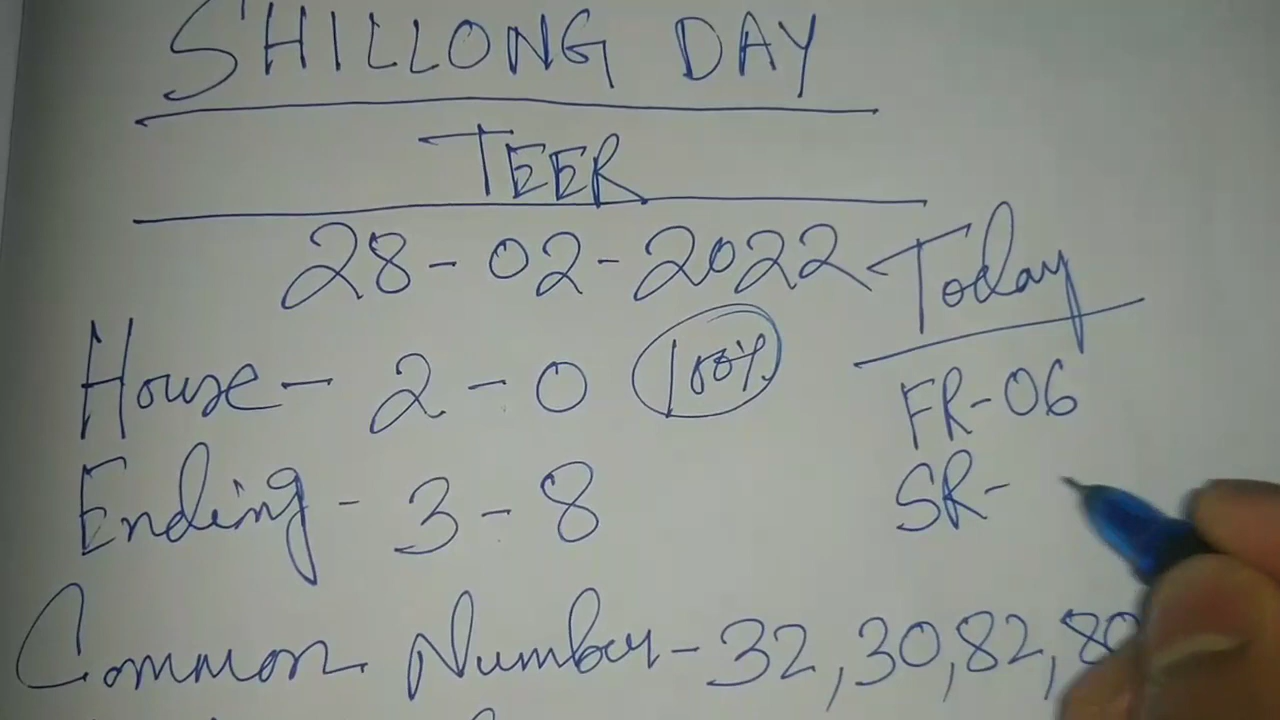 SHILLONG DAY
TEER
28-02-2022 Today
House - 2 - 0 100% FR-06
Ending - 3 - 8 SR-
Common Number - 32, 30, 82, 80